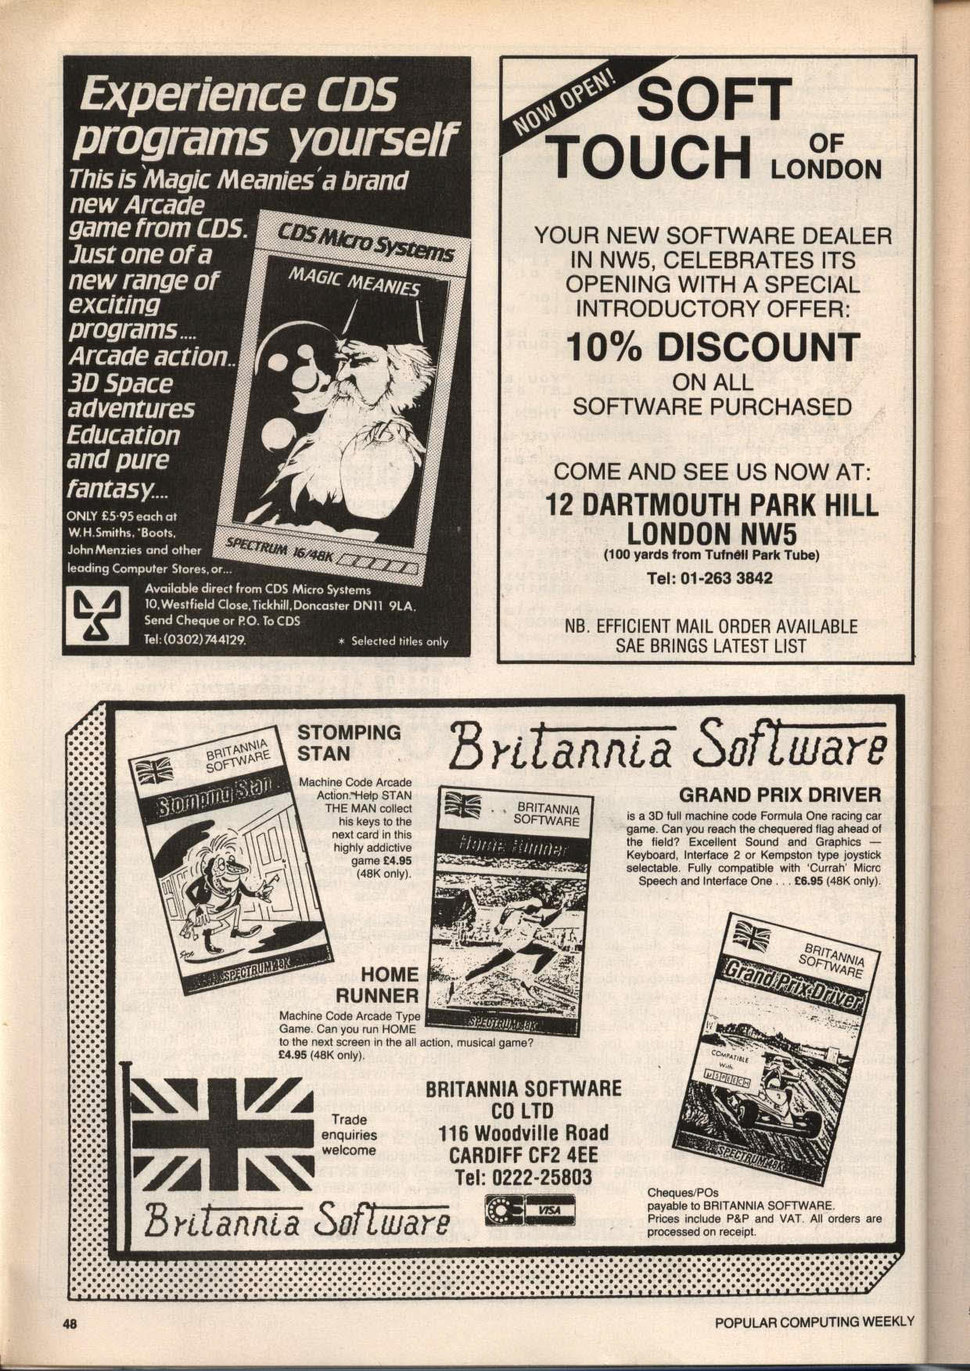 Experience CDS
programs yourself
This is 'Magic Meanies' a brand
new Arcade
game from CDS.
Just one of a
new range of
exciting
programs....
Arcade action..
3D Space
adventures
Education
and pure
fantasy....
ONLY £5·95 each at
W.H.Smiths, *Boots,
John Menzies and other
leading Computer Stores, or...
CDS Micro Systems
MAGIC MEANIES
SPECTRUM 16/48K
Available direct from CDS Micro Systems
10, Westfield Close, Tickhill, Doncaster DN11 9LA.
Send Cheque or P.O. To CDS
Tel: (0302) 744129.
* Selected titles only
NOW OPEN!
SOFT
TOUCH OF
LONDON
YOUR NEW SOFTWARE DEALER
IN NW5, CELEBRATES ITS
OPENING WITH A SPECIAL
INTRODUCTORY OFFER:
10% DISCOUNT
ON ALL
SOFTWARE PURCHASED
COME AND SEE US NOW AT:
12 DARTMOUTH PARK HILL
LONDON NW5
(100 yards from Tufnell Park Tube)
Tel: 01-263 3842
NB. EFFICIENT MAIL ORDER AVAILABLE
SAE BRINGS LATEST LIST
Britannia Software
BRITANNIA
SOFTWARE
Stomping Stan
SPECTRUM 48K
STOMPING
STAN
Machine Code Arcade
Action. Help STAN
THE MAN collect
his keys to the
next card in this
highly addictive
game £4.95
(48K only).
BRITANNIA
SOFTWARE
Home Runner
SPECTRUM 48K
HOME
RUNNER
Machine Code Arcade Type
Game. Can you run HOME
to the next screen in the all action, musical game?
£4.95 (48K only).
GRAND PRIX DRIVER
is a 3D full machine code Formula One racing car
game. Can you reach the chequered flag ahead of
the field? Excellent Sound and Graphics —
Keyboard, Interface 2 or Kempston type joystick
selectable. Fully compatible with 'Currah' Micro
Speech and Interface One . . . £6.95 (48K only).
BRITANNIA
SOFTWARE
Grand Prix Driver
COMPATIBLE
With
μSPEECH
SPECTRUM 48K
Trade
enquiries
welcome
Britannia Software
BRITANNIA SOFTWARE
CO LTD
116 Woodville Road
CARDIFF CF2 4EE
Tel: 0222-25803
VISA
Cheques/POs
payable to BRITANNIA SOFTWARE.
Prices include P&P and VAT. All orders are
processed on receipt.
48
POPULAR COMPUTING WEEKLY